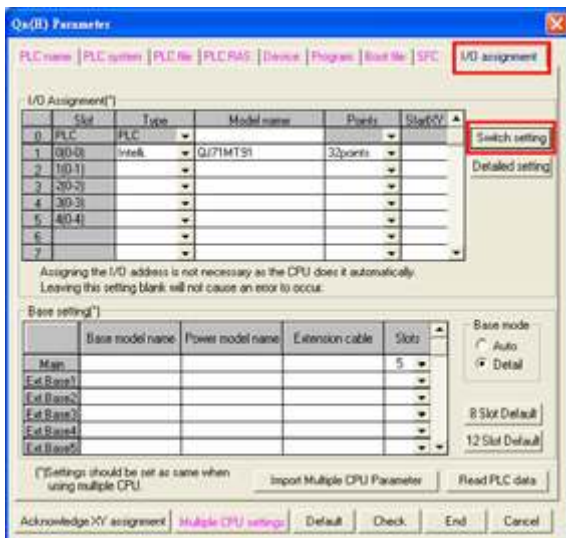 Qn(H) Parameter
PLC name PLC system PLC file PLC RAS Device Program Boot file SFC I/O assignment
I/O Assignment(*)
Slot Type Model name Points StartXY
0 PLC PLC
1 0(0-0) Intelli. QJ71MT91 32points
2 1(0-1)
3 2(0-2)
4 3(0-3)
5 4(0-4)
6
7
Switch setting
Detailed setting
Assigning the I/O address is not necessary as the CPU does it automatically.
Leaving this setting blank will not cause an error to occur.
Base setting(*)
Base model name Power model name Extension cable Slots
Main 5
Ext.Base1
Ext.Base2
Ext.Base3
Ext.Base4
Ext.Base5
Base mode
Auto
Detail
8 Slot Default
12 Slot Default
(*)Settings should be set as same when
using multiple CPU.
Import Multiple CPU Parameter Read PLC data
Acknowledge XY assignment Multiple CPU settings Default Check End Cancel